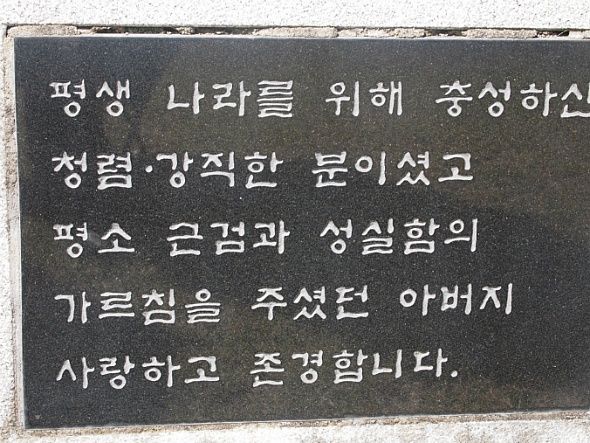 평생 나라를 위해 충성하신
청렴·강직한 분이셨고
평소 근검과 성실함의
가르침을 주셨던 아버지
사랑하고 존경합니다.